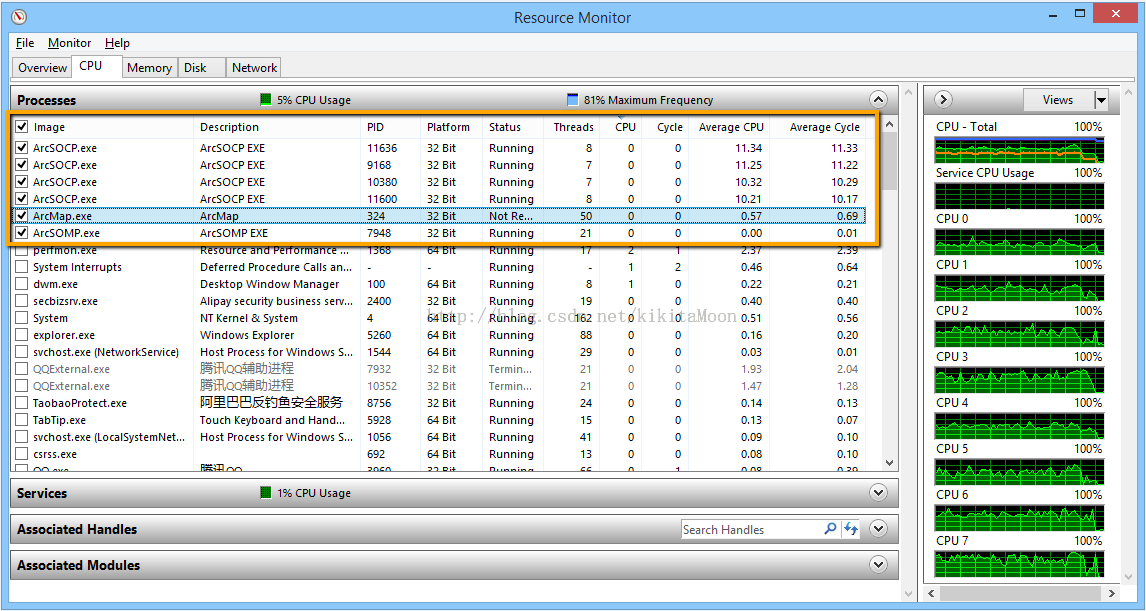 Resource Monitor
File Monitor Help
Overview CPU Memory Disk Network
Processes 5% CPU Usage 81% Maximum Frequency
Image Description PID Platform Status Threads CPU Cycle Average CPU Average Cycle
ArcSOCP.exe ArcSOCP EXE 11636 32 Bit Running 8 0 0 11.34 11.33
ArcSOCP.exe ArcSOCP EXE 9168 32 Bit Running 7 0 0 11.25 11.22
ArcSOCP.exe ArcSOCP EXE 10380 32 Bit Running 7 0 0 10.32 10.29
ArcSOCP.exe ArcSOCP EXE 11600 32 Bit Running 8 0 0 10.21 10.17
ArcMap.exe ArcMap 324 32 Bit Not Re... 50 0 0 0.57 0.69
ArcSOMP.exe ArcSOMP EXE 7948 32 Bit Running 21 0 0 0.00 0.01
perfmon.exe Resource and Performance ... 1368 64 Bit Running 17 2 1 2.37 2.39
System Interrupts Deferred Procedure Calls an... - - Running - 1 2 0.46 0.64
dwm.exe Desktop Window Manager 100 64 Bit Running 8 1 0 0.22 0.21
secbizsrv.exe Alipay security business serv... 2400 32 Bit Running 19 0 0 0.40 0.40
System NT Kernel & System 4 64 Bit Running 162 0 0 0.51 0.56
http://blog.csdn.net/kikitaMoon
explorer.exe Windows Explorer 5260 64 Bit Running 88 0 0 0.16 0.20
svchost.exe (NetworkService) Host Process for Windows S... 1544 64 Bit Running 29 0 0 0.03 0.01
QQExternal.exe 腾讯QQ辅助进程 7932 32 Bit Termin... 21 0 0 1.93 2.04
QQExternal.exe 腾讯QQ辅助进程 10352 32 Bit Termin... 21 0 0 1.47 1.28
TaobaoProtect.exe 阿里巴巴反钓鱼安全服务 8756 32 Bit Running 24 0 0 0.14 0.13
TabTip.exe Touch Keyboard and Hand... 5928 64 Bit Running 15 0 0 0.13 0.07
svchost.exe (LocalSystemNet... Host Process for Windows S... 1056 64 Bit Running 41 0 0 0.09 0.10
csrss.exe 692 64 Bit Running 13 0 0 0.08 0.10
QQ.exe 腾讯QQ 3960 32 Bit Running 66 0 1 0.08 0.39
Services 1% CPU Usage
Associated Handles Search Handles
Associated Modules
Views
CPU - Total 100%
Service CPU Usage 100%
CPU 0 100%
CPU 1 100%
CPU 2 100%
CPU 3 100%
CPU 4 100%
CPU 5 100%
CPU 6 100%
CPU 7 100%